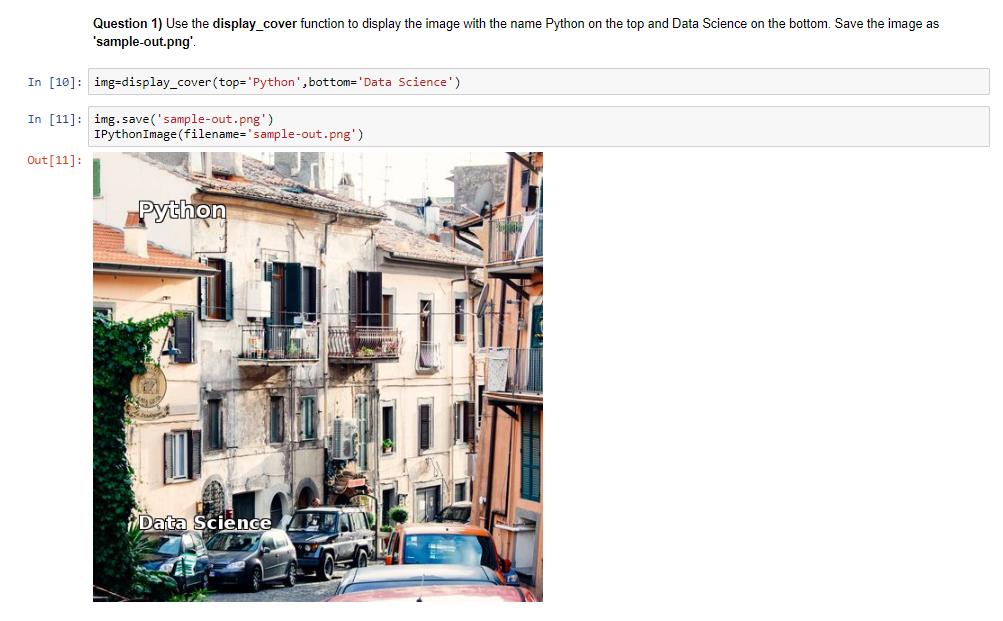 Question 1) Use the display_cover function to display the image with the name Python on the top and Data Science on the bottom. Save the image as
'sample-out.png'.
In [10]: img=display_cover(top='Python',bottom='Data Science')
In [11]: img.save('sample-out.png')
IPythonImage(filename='sample-out.png')
Out[11]:
Python
Data Science